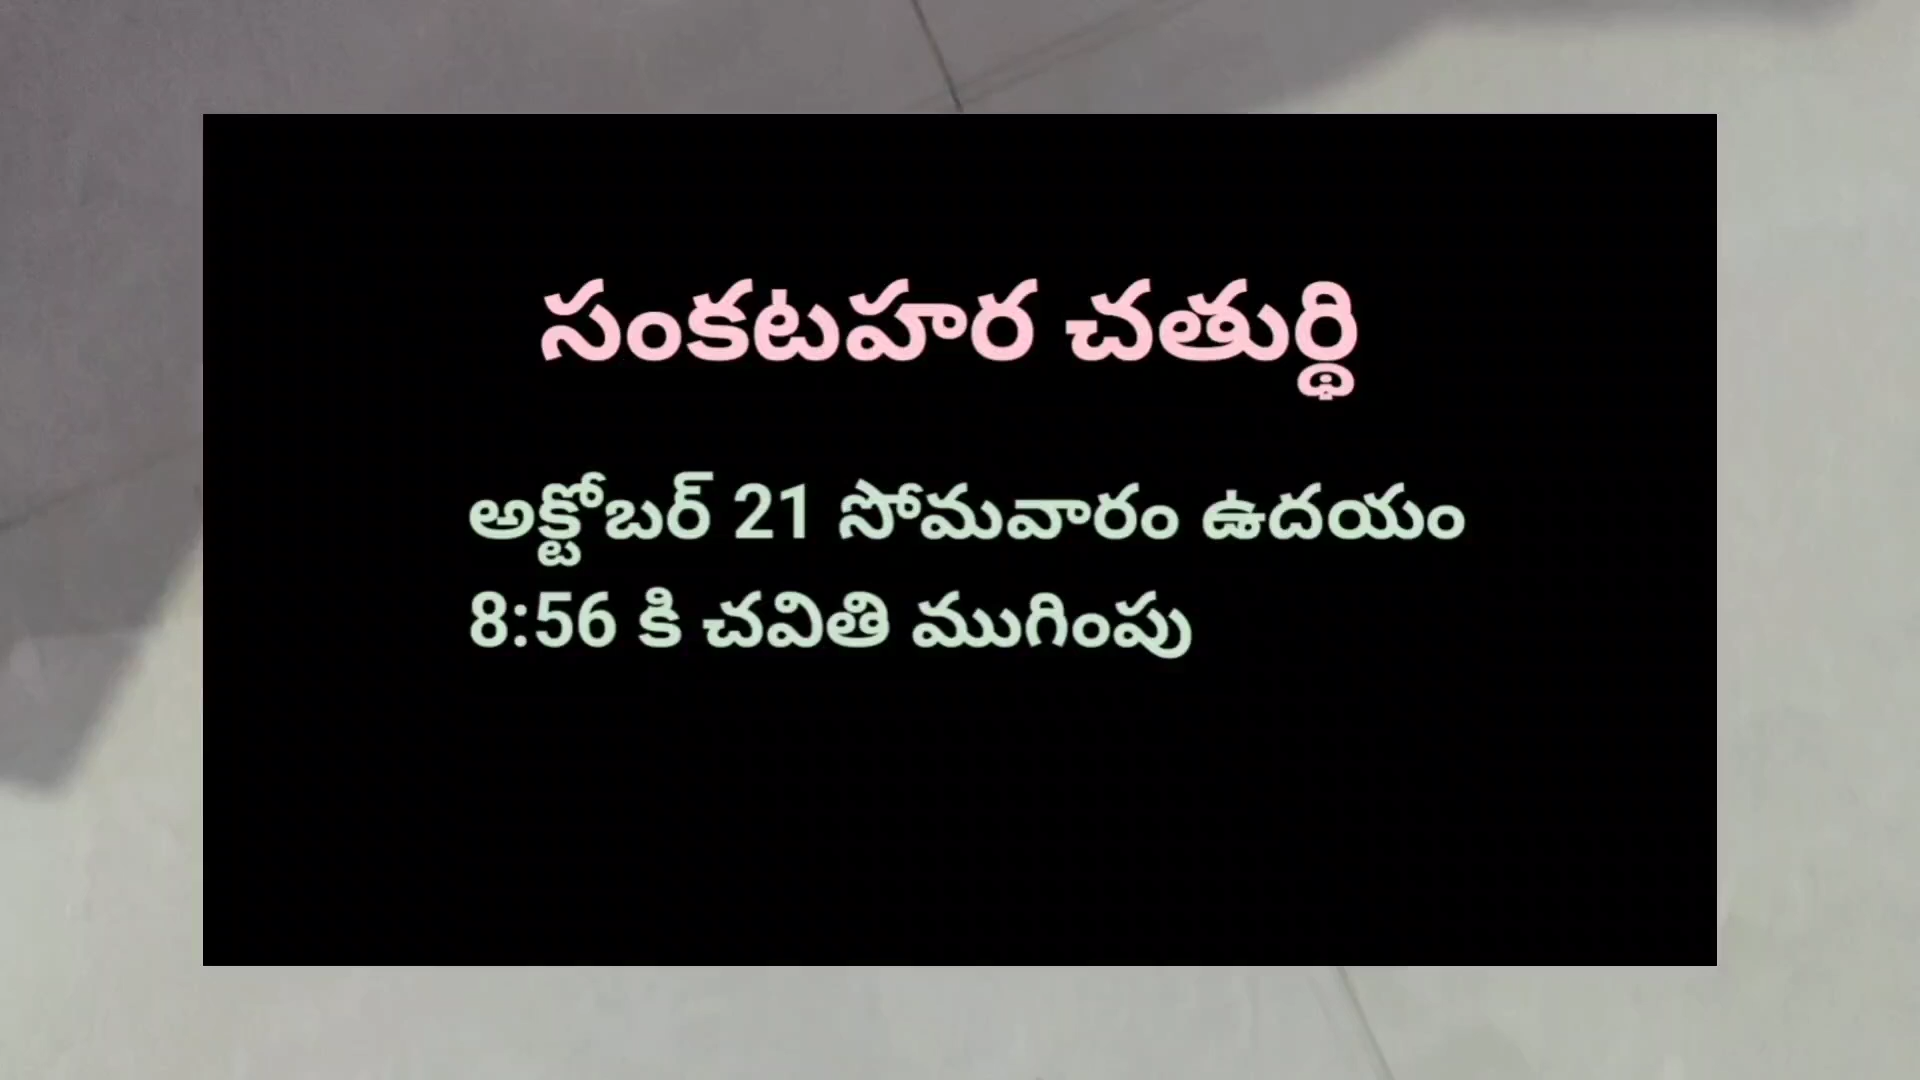 సంకటహర చతుర్థి
అక్టోబర్ 21 సోమవారం ఉదయం
8:56 కి చవితి ముగింపు